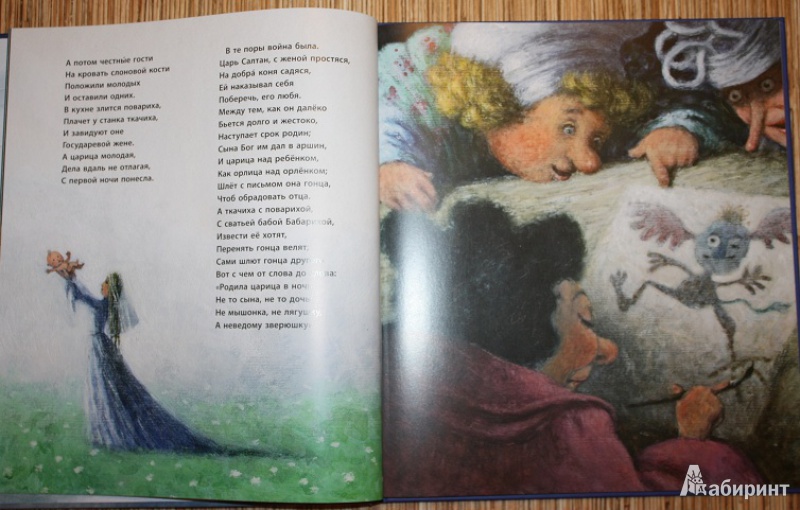 А потом честные гости
На кровать слоновой кости
Положили молодых
И оставили одних.
В кухне злится повариха,
Плачет у станка ткачиха,
И завидуют оне
Государевой жене.
А царица молодая,
Дела вдаль не отлагая,
С первой ночи понесла.
В те поры война была.
Царь Салтан, с женой простяся,
На добра́ коня садяся,
Ей наказывал себя
Поберечь, его любя.
Между тем, как он далёко
Бьется долго и жестоко,
Наступает срок родин;
Сына Бог им дал в аршин,
И царица над ребёнком,
Как орлица над орлёнком;
Шлёт с письмом она гонца,
Чтоб обрадовать отца.
А ткачиха с поварихой,
С сватьей бабой Бабарихой,
Извести её хотят,
Перенять гонца велят;
Сами шлют гонца
Вот с чем от слова до
«Родила царица в ночь
Не то сына, не то дочь
Не мышонка, не
А неведому зверюшку
Лабиринт